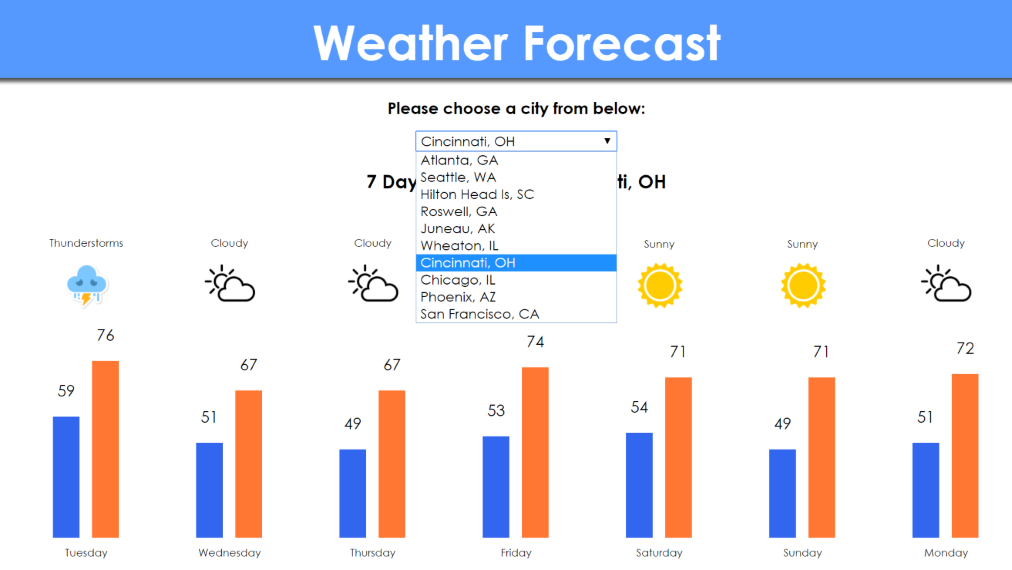 Weather Forecast
Please choose a city from below:
Cincinnati, OH
Atlanta, GA
Seattle, WA
Hilton Head Is, SC
Roswell, GA
Juneau, AK
Wheaton, IL
Cincinnati, OH
Chicago, IL
Phoenix, AZ
San Francisco, CA
7 Day ti, OH
Thunderstorms Cloudy Cloudy Sunny Sunny Cloudy
59 76 51 67 49 67 53 74 54 71 49 71 51 72
Tuesday Wednesday Thursday Friday Saturday Sunday Monday